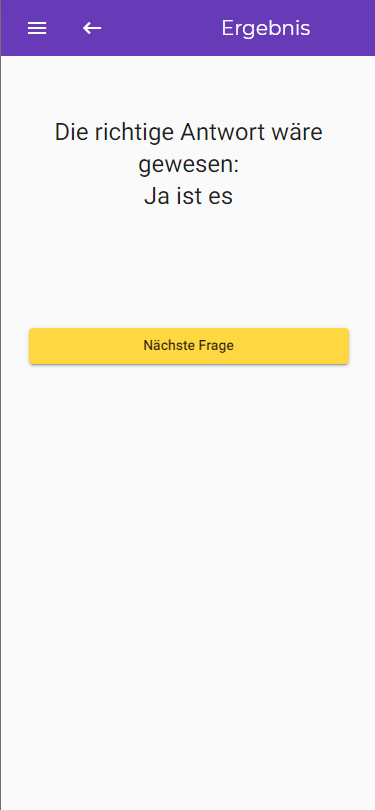 Ergebnis
Die richtige Antwort wäre
gewesen:
Ja ist es
Nächste Frage